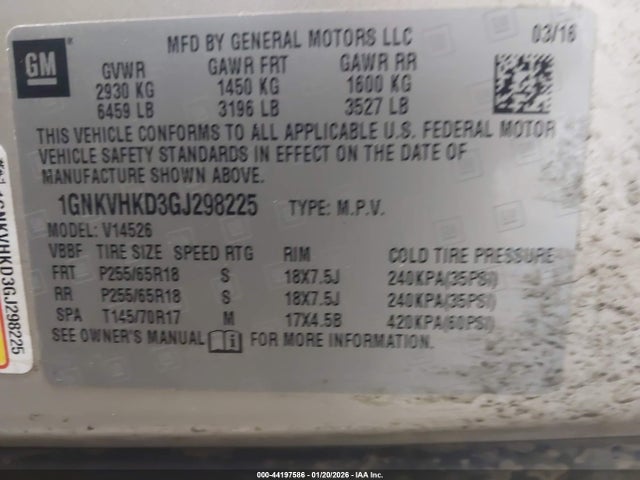 GM
MFD BY GENERAL MOTORS LLC 03/16
GVWR GAWR FRT GAWR RR
2930 KG 1450 KG 1600 KG
6459 LB 3196 LB 3527 LB
THIS VEHICLE CONFORMS TO ALL APPLICABLE U.S. FEDERAL MOTOR
VEHICLE SAFETY STANDARDS IN EFFECT ON THE DATE OF
MANUFACTURE SHOWN ABOVE.
1GNKVHKD3GJ298225 TYPE: M.P.V.
MODEL: V14526
VBBF TIRE SIZE SPEED RTG RIM COLD TIRE PRESSURE
FRT P255/65R18 S 18X7.5J 240KPA(35PSI)
RR P255/65R18 S 18X7.5J 240KPA(35PSI)
SPA T145/70R17 M 17X4.5B 420KPA(60PSI)
SEE OWNER'S MANUAL FOR MORE INFORMATION.
1GNKVHKD3GJ298225
000-44197586 - 01/20/2026 - IAA, Inc.